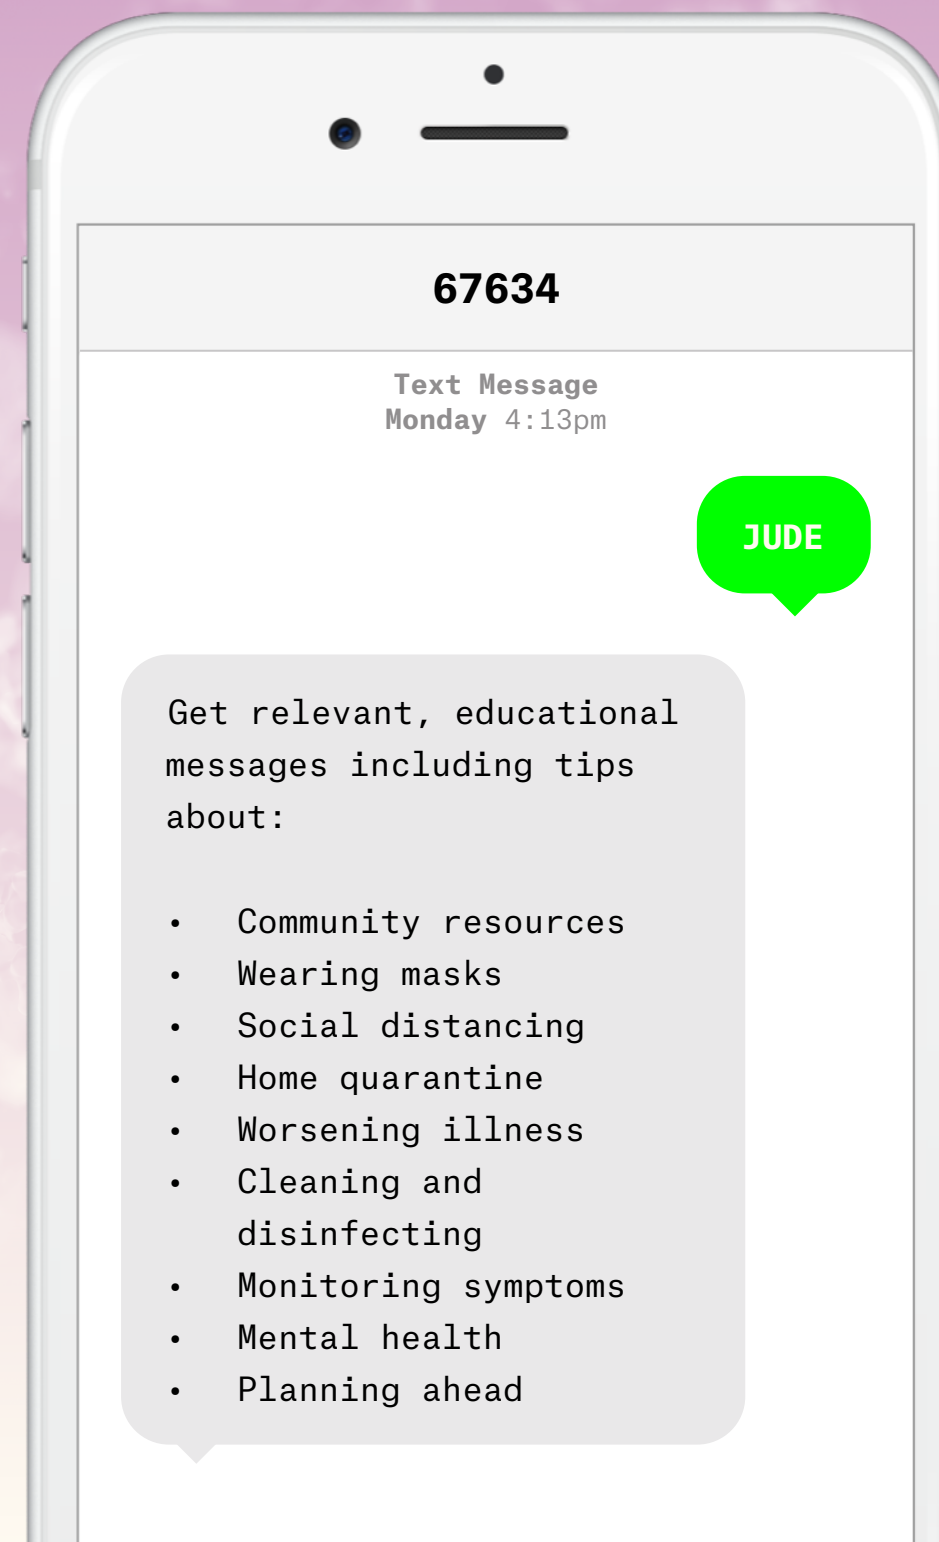 67634
Text Message
Monday 4:13pm
JUDE
Get relevant, educational
messages including tips
about:
• Community resources
• Wearing masks
• Social distancing
• Home quarantine
• Worsening illness
• Cleaning and
disinfecting
• Monitoring symptoms
• Mental health
• Planning ahead